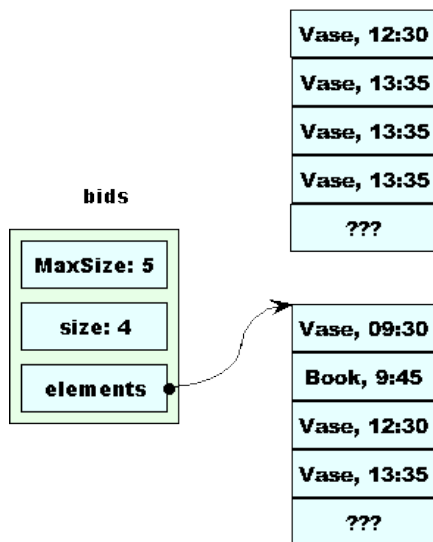 Vase, 12:30
Vase, 13:35
Vase, 13:35
Vase, 13:35
???
bids
MaxSize: 5
size: 4
elements
Vase, 09:30
Book, 9:45
Vase, 12:30
Vase, 13:35
???